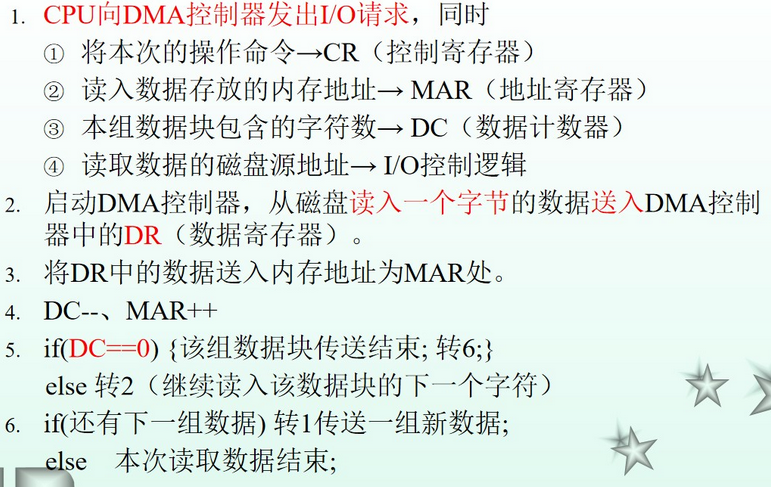 1. CPU向DMA控制器发出I/O请求，同时
① 将本次的操作命令→CR（控制寄存器）
② 读入数据存放的内存地址→ MAR（地址寄存器）
③ 本组数据块包含的字符数→ DC（数据计数器）
④ 读取数据的磁盘源地址→ I/O控制逻辑
2. 启动DMA控制器，从磁盘读入一个字节的数据送入DMA控制
器中的DR（数据寄存器）。
3. 将DR中的数据送入内存地址为MAR处。
4. DC--、MAR++
5. if(DC==0) {该组数据块传送结束; 转6;}
else 转2（继续读入该数据块的下一个字符）
6. if(还有下一组数据) 转1传送一组新数据;
else 本次读取数据结束;